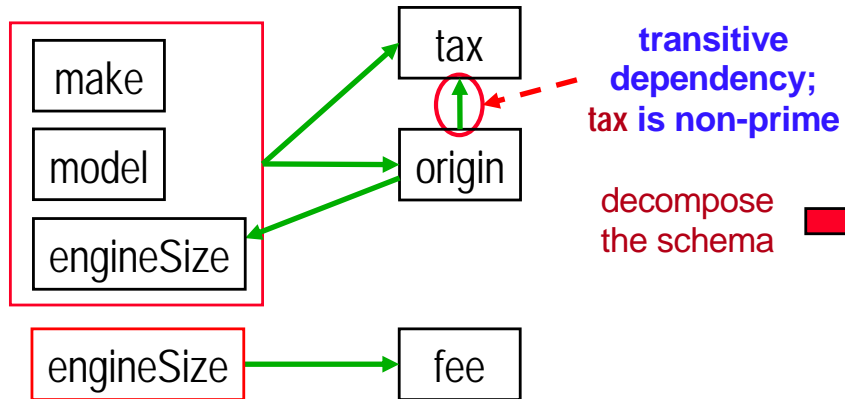 make
model
engineSize
tax
origin
transitive
dependency;
tax is non-prime
decompose
the schema
engineSize
fee